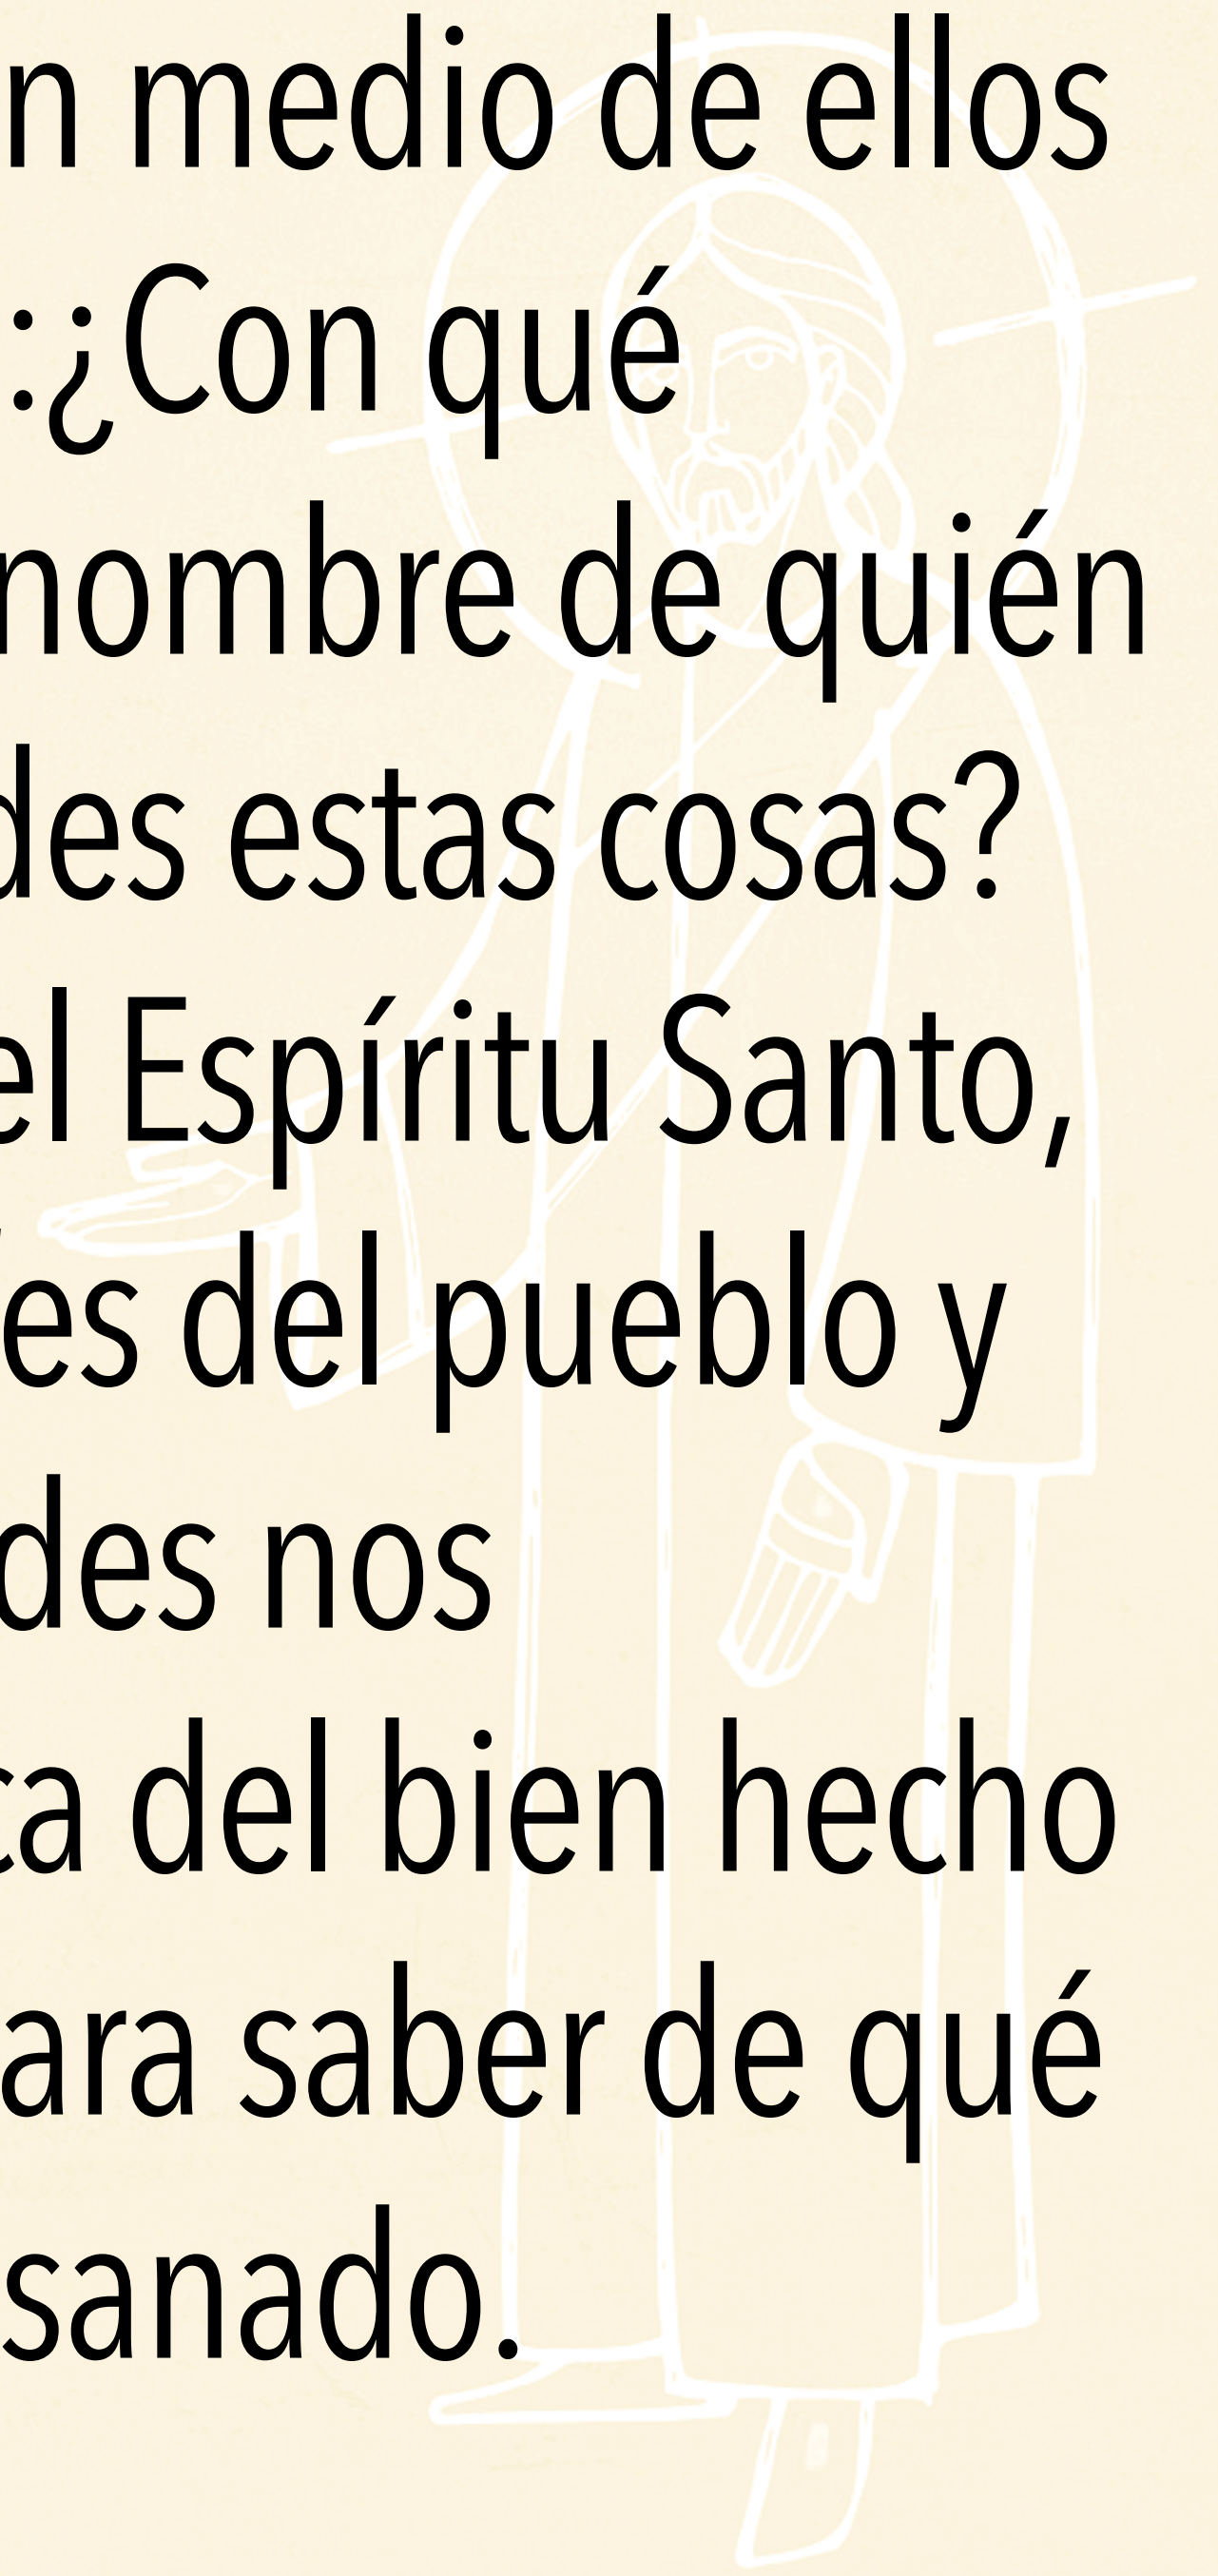 n medio de ellos
:¿Con qué
nombre de quién
des estas cosas?
el Espíritu Santo,
es del pueblo y
des nos
ca del bien hecho
ara saber de qué
sanado.